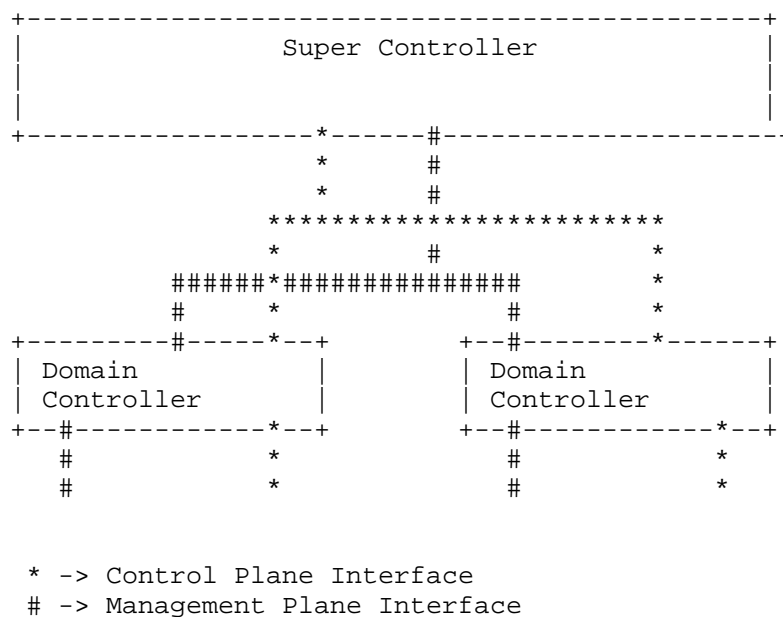 +----------------------------------------------+
|                Super Controller              |
|                                              |
|                                              |
+------------------*------#----------------------
                   *      #
                   *      #
                *************************
                *         #             *
          ######*###############        *
          #     *              #        *
+---------#-----*--+        +--#--------*------+
| Domain           |        | Domain           |
| Controller       |        | Controller       |
+--#------------*--+        +--#------------*--+
   #            *              #            *
   #            *              #            *
* -> Control Plane Interface
# -> Management Plane Interface